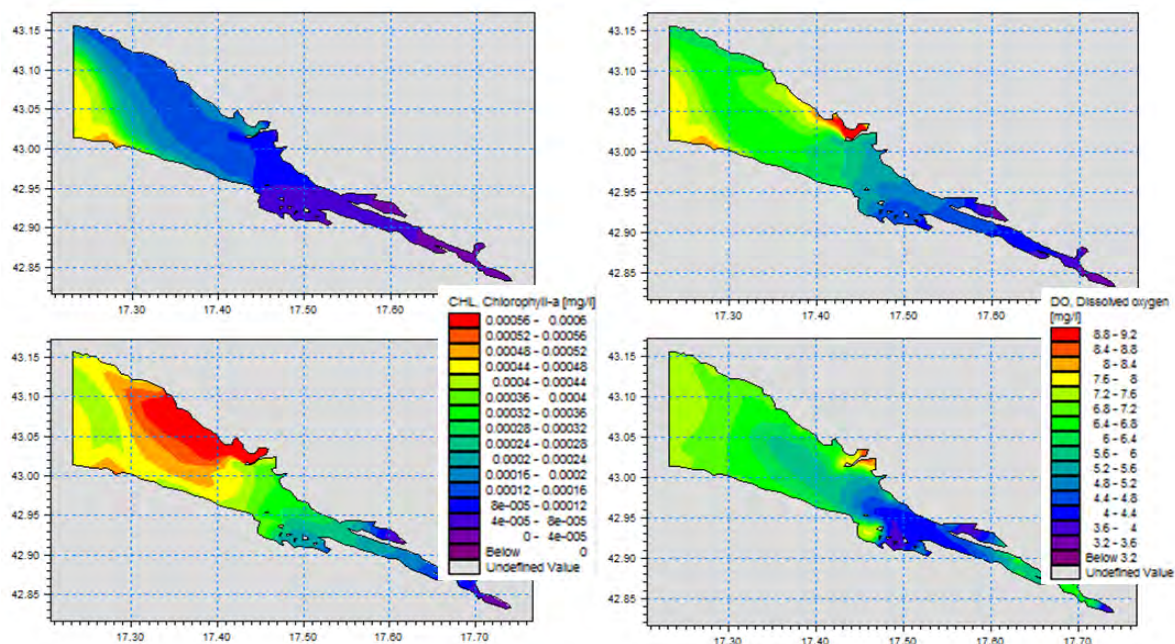 43.15
43.10
43.05
43.00
42.95
42.90
42.85
17.30
17.40
17.50
17.60
43.15
43.10
43.05
43.00
42.95
42.90
42.85
17.30
17.40
17.50
17.60
CHL, Chlorophyll-a [mg/l]
0.00056 - 0.0006
0.00052 - 0.00056
0.00048 - 0.00052
0.00044 - 0.00048
0.0004 - 0.00044
0.00036 - 0.0004
0.00032 - 0.00036
0.00028 - 0.00032
0.00024 - 0.00028
0.0002 - 0.00024
0.00016 - 0.0002
0.00012 - 0.00016
8e-005 - 0.00012
4e-005 - 8e-005
0 - 4e-005
Below 0
Undefined Value
DO, Dissolved oxygen
[mg/l]
8.8 - 9.2
8.4 - 8.8
8 - 8.4
7.6 - 8
7.2 - 7.6
6.8 - 7.2
6.4 - 6.8
6 - 6.4
5.6 - 6
5.2 - 5.6
4.8 - 5.2
4.4 - 4.8
4 - 4.4
3.6 - 4
3.2 - 3.6
Below 3.2
Undefined Value
43.15
43.10
43.05
43.00
42.95
42.90
42.85
17.30
17.40
17.50
17.60
17.70
43.15
43.10
43.05
43.00
42.95
42.90
42.85
17.30
17.40
17.50
17.60
17.70